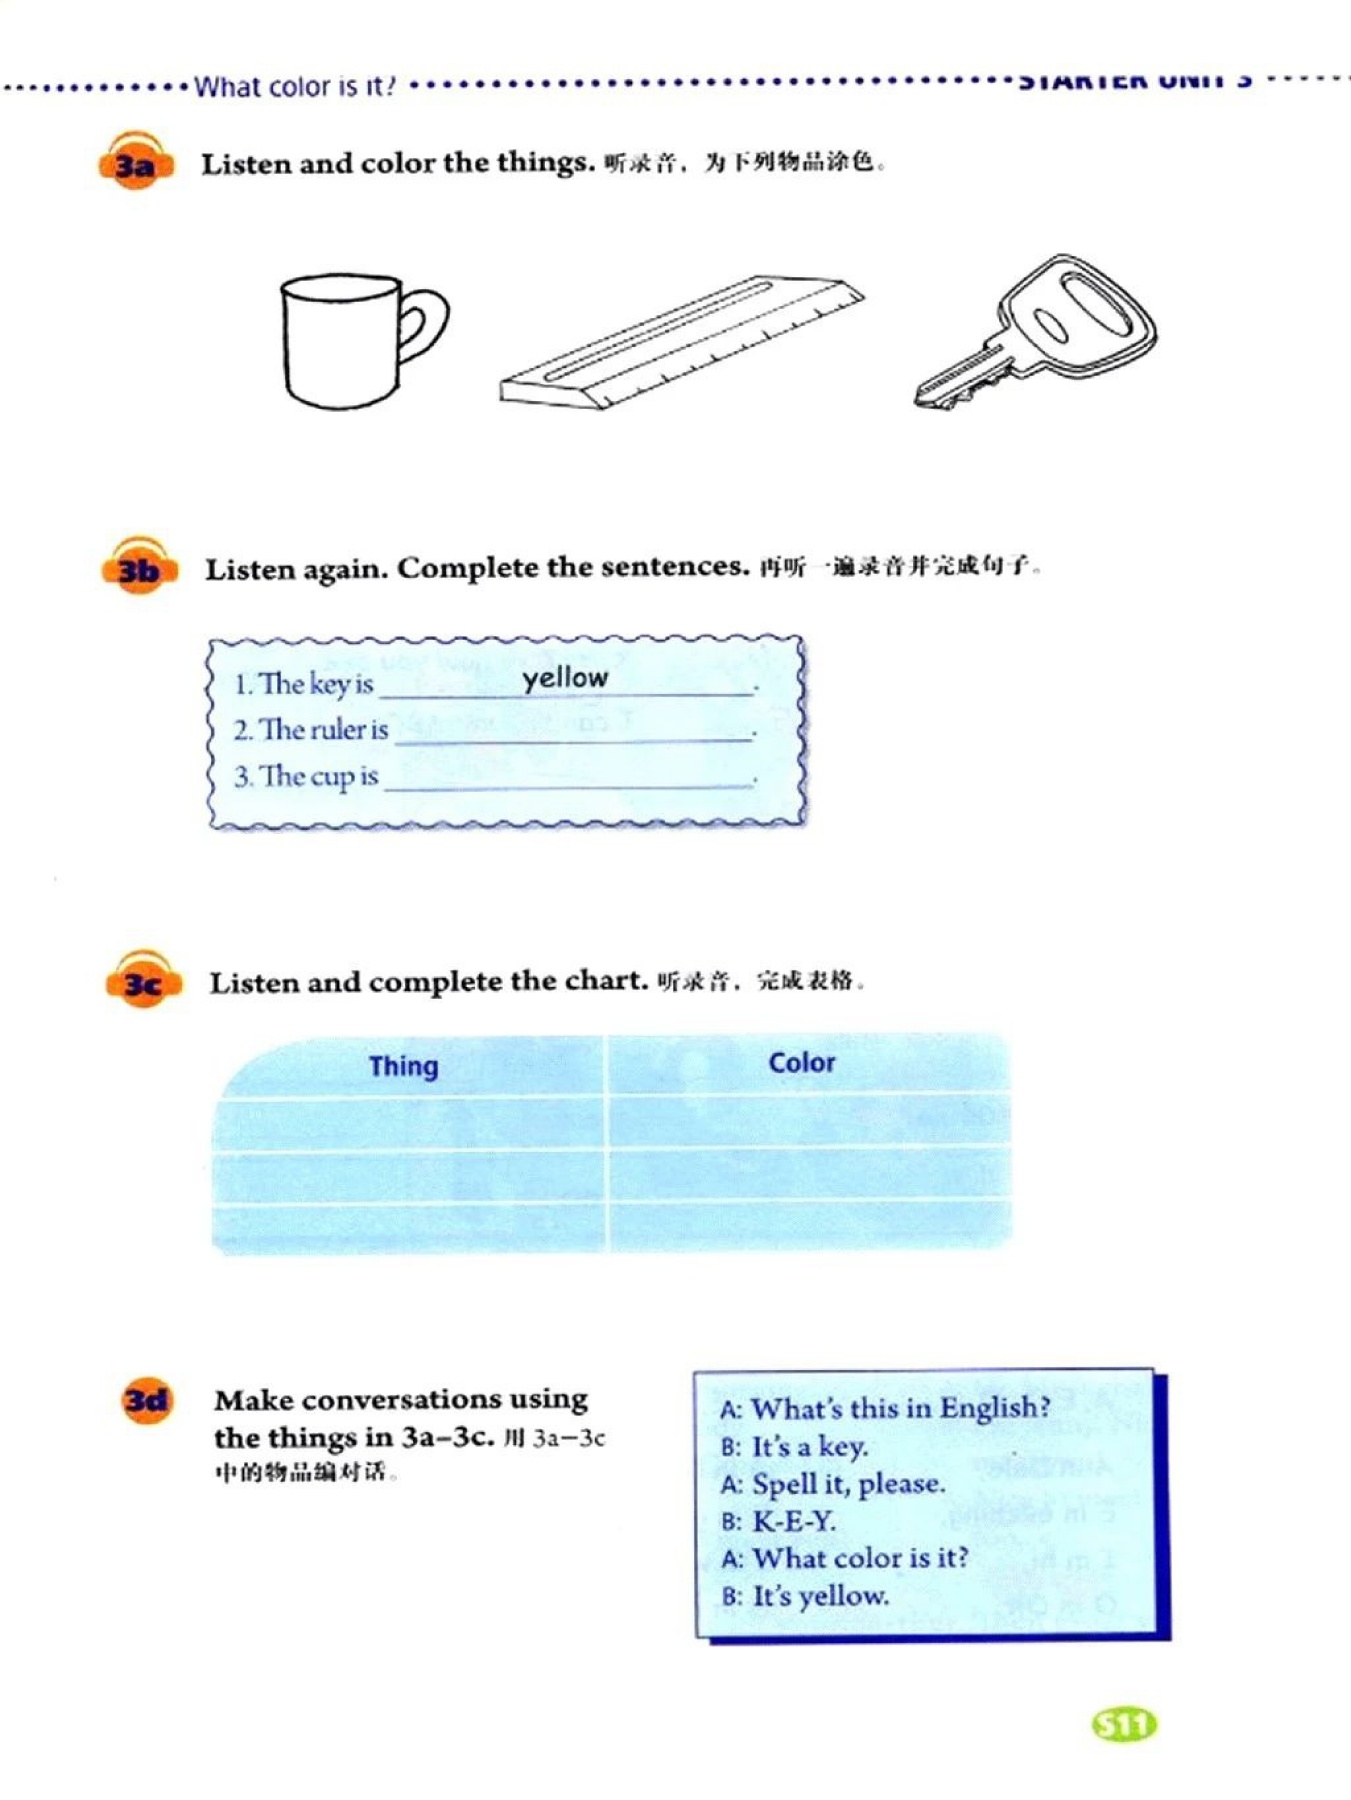 What color is it?
STARTER UNIT 3
3a Listen and color the things. 听录音，为下列物品涂色。
3b Listen again. Complete the sentences. 再听一遍录音并完成句子。
1. The key is yellow.
2. The ruler is .
3. The cup is .
3c Listen and complete the chart. 听录音，完成表格。
Thing Color
3d Make conversations using
the things in 3a–3c. 用 3a–3c
中的物品编对话。
A: What's this in English?
B: It's a key.
A: Spell it, please.
B: K-E-Y.
A: What color is it?
B: It's yellow.
S11